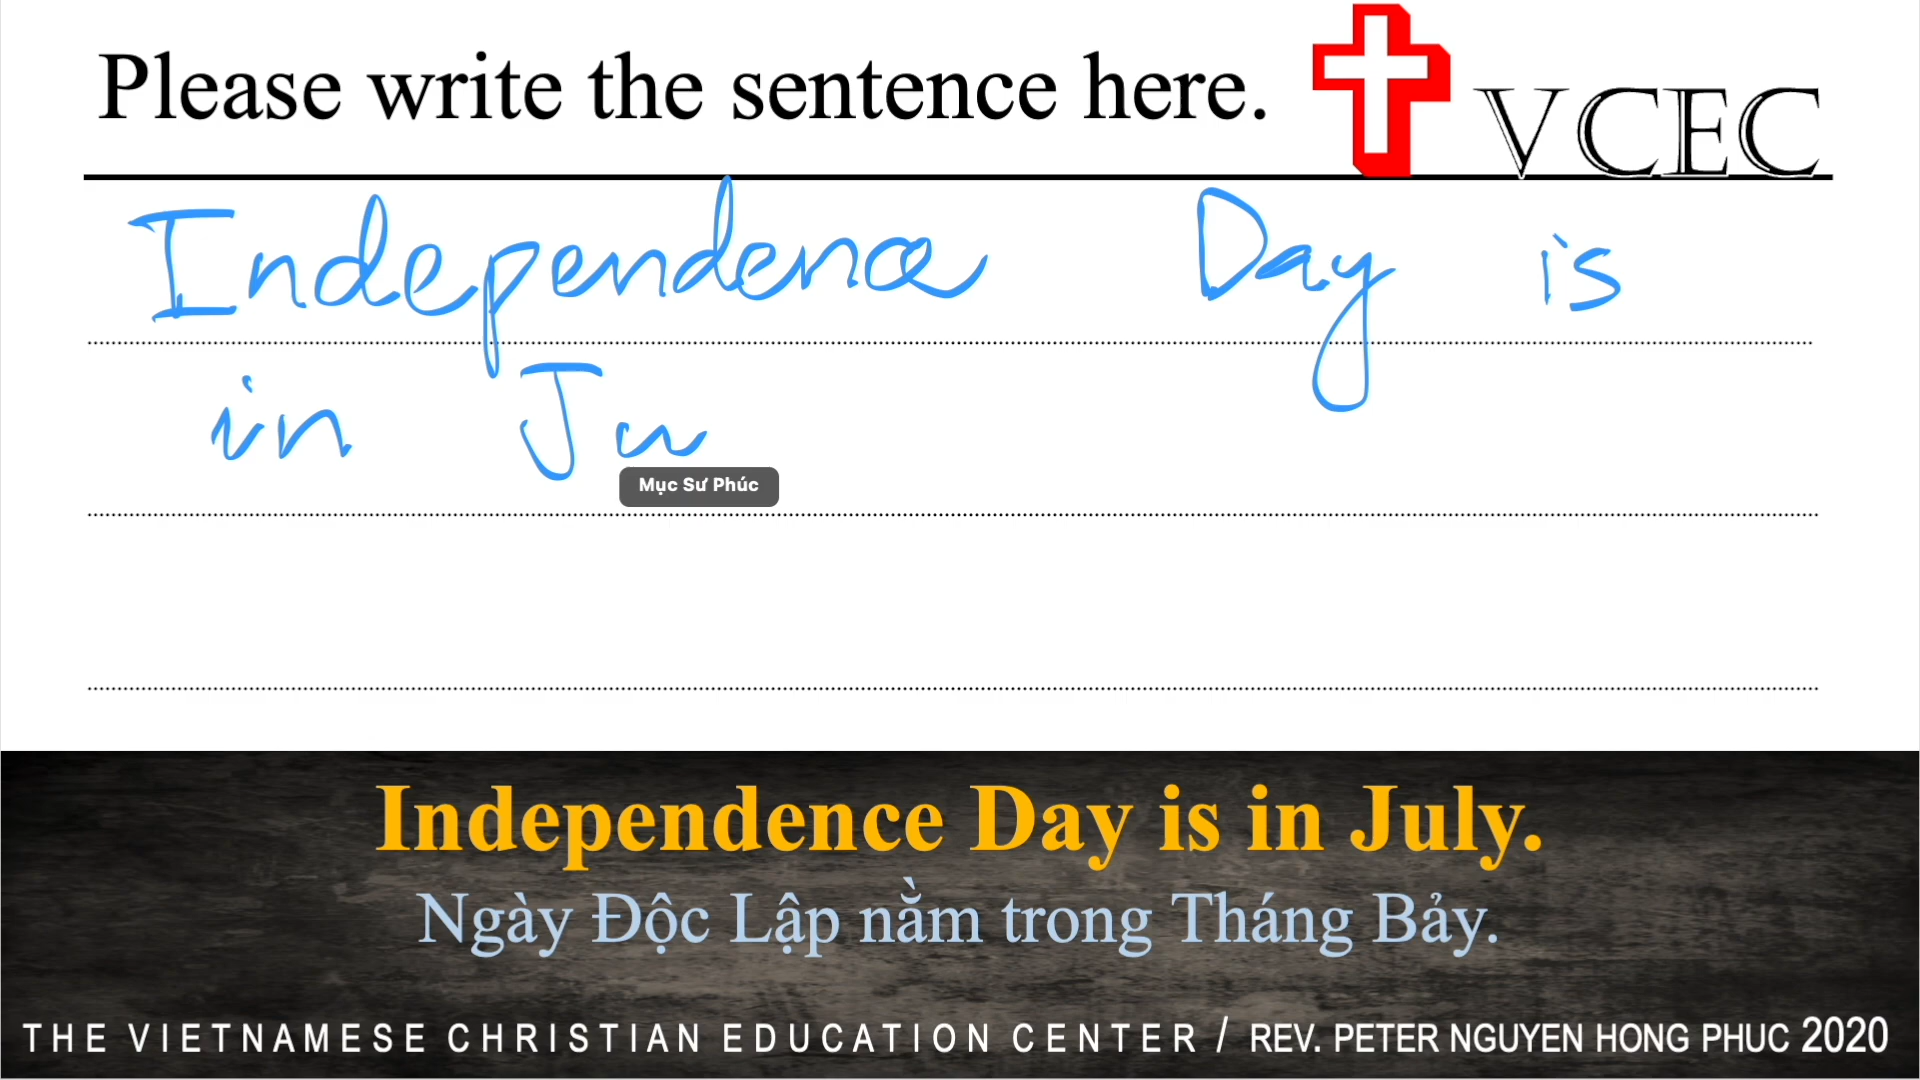 Please write the sentence here.
VCEC
Independence Day is
in Ju
Mục Sư Phúc
Independence Day is in July.
Ngày Độc Lập nằm trong Tháng Bảy.
THE VIETNAMESE CHRISTIAN EDUCATION CENTER / REV. PETER NGUYEN HONG PHUC 2020